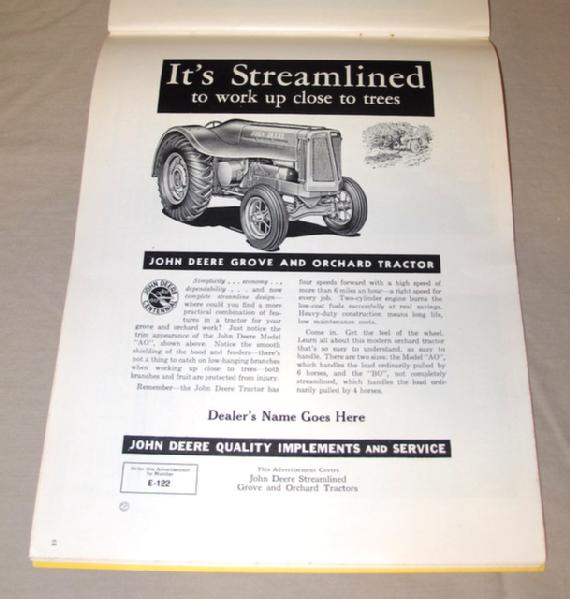 It's Streamlined
to work up close to trees
JOHN DEERE
JOHN DEERE GROVE AND ORCHARD TRACTOR
JOHN DEERE
Simplicity . . . economy . . .
dependability . . . . and now
complete streamline design—
where could you find a more
practical combination of fea-
tures in a tractor for your
grove and orchard work? Just notice the
trim appearance of the John Deere Model
"AO", shown above. Notice the smooth
shielding of the hood and fenders—there's
not a thing to catch on low-hanging branches
when working up close to trees—both
branches and fruit are protected from injury.
Remember—the John Deere Tractor has
four speeds forward with a high speed of
more than 6 miles an hour—a right speed for
every job. Two-cylinder engine burns the
low-cost fuels successfully at real savings.
Heavy-duty construction means long life,
low maintenance costs.
Come in. Get the feel of the wheel.
Learn all about this modern orchard tractor
that's so easy to understand, so easy to
handle. There are two sizes: the Model "AO",
which handles the load ordinarily pulled by
6 horses, and the "BO", not completely
streamlined, which handles the load ordi-
narily pulled by 4 horses.
Dealer's Name Goes Here
JOHN DEERE QUALITY IMPLEMENTS AND SERVICE
Order this Advertisement
by Number
E-122
This Advertisement Covers
John Deere Streamlined
Grove and Orchard Tractors